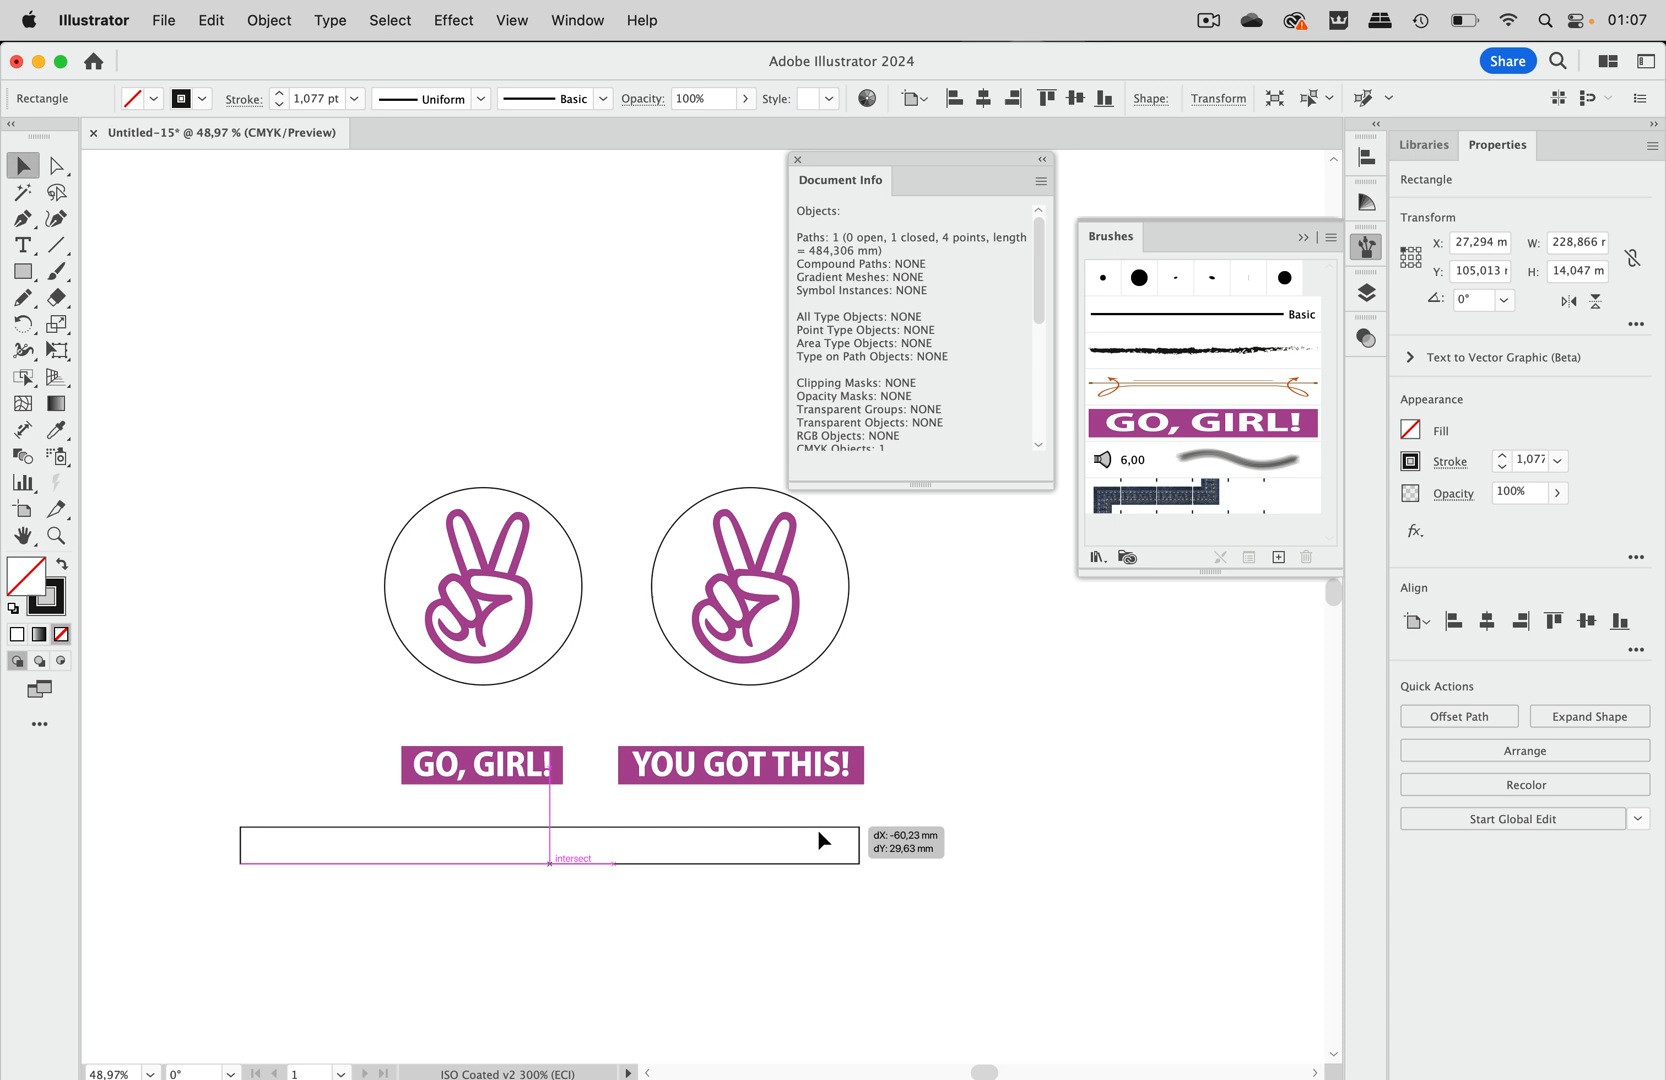 Illustrator File Edit Object Type Select Effect View Window Help 01:07
Adobe Illustrator 2024 Share
Rectangle Stroke: 1,077 pt Uniform Basic Opacity: 100% Style: Shape: Transform
Untitled-15* @ 48,97 % (CMYK/Preview)
Document Info
Objects:
Paths: 1 (0 open, 1 closed, 4 points, length
= 484,306 mm)
Compound Paths: NONE
Gradient Meshes: NONE
Symbol Instances: NONE
All Type Objects: NONE
Point Type Objects: NONE
Area Type Objects: NONE
Type on Path Objects: NONE
Clipping Masks: NONE
Opacity Masks: NONE
Transparent Groups: NONE
Transparent Objects: NONE
RGB Objects: NONE
CMYK Objects: 1
Brushes
Basic
GO, GIRL!
6,00
Libraries Properties
Rectangle
Transform
X: 27,294 m W: 228,866 r
Y: 105,013 r H: 14,047 m
0°
Text to Vector Graphic (Beta)
Appearance
Fill
Stroke 1,077
Opacity 100%
fx.
Align
Quick Actions
Offset Path Expand Shape
Arrange
Recolor
Start Global Edit
GO, GIRL! YOU GOT THIS!
intersect
dX: -60,23 mm
dY: 29,63 mm
48,97% 0° 1 ISO Coated v2 300% (ECI)